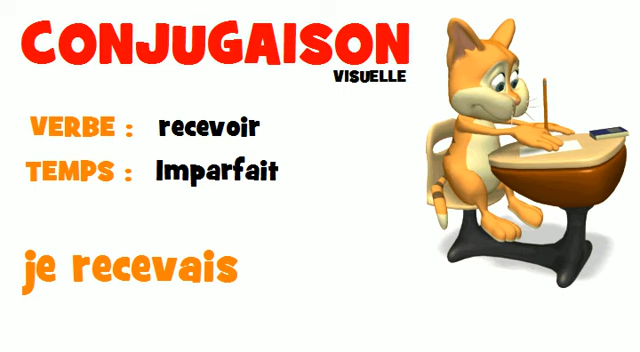 CONJUGAISON
VISUELLE
VERBE : recevoir
TEMPS : Imparfait
je recevais